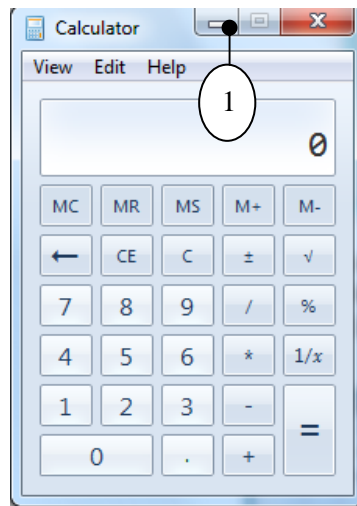 Calculator
View Edit Help
1
0
MC MR MS M+ M-
← CE C ± √
7 8 9 / %
4 5 6 * 1/x
1 2 3 - =
0 . +